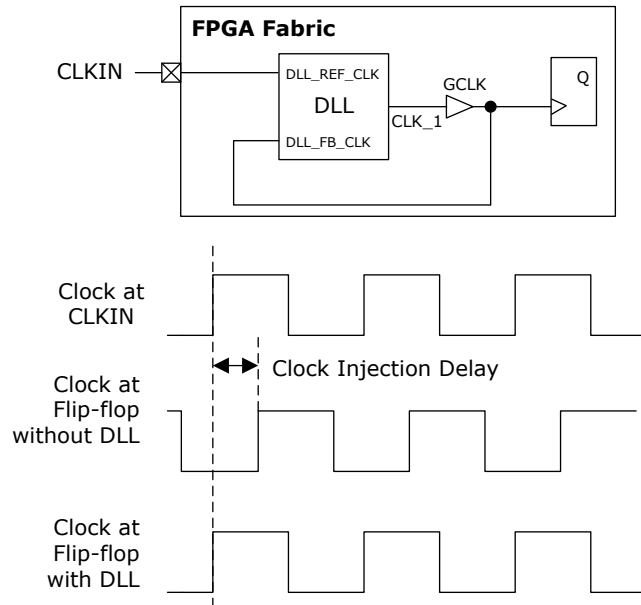 FPGA Fabric
CLKIN
DLL_REF_CLK
DLL
GCLK
Q
CLK_1
DLL_FB_CLK
Clock at
CLKIN
Clock Injection Delay
Clock at
Flip-flop
without DLL
Clock at
Flip-flop
with DLL